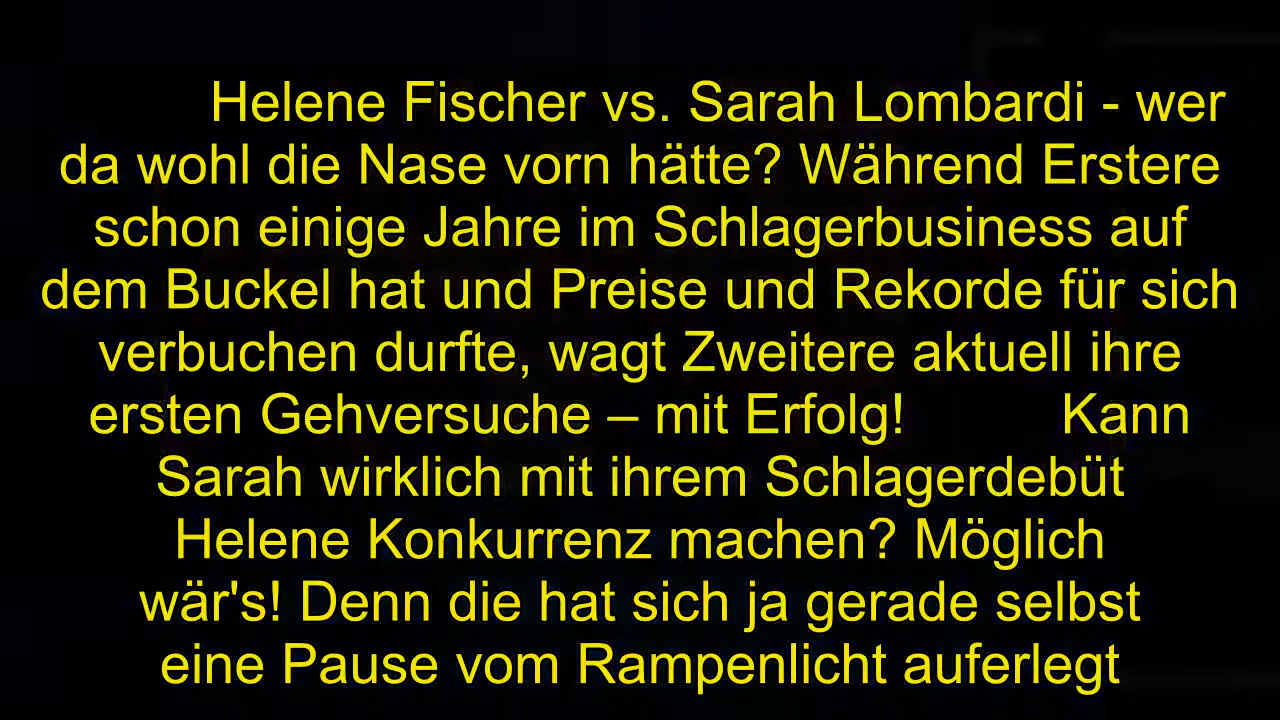 Helene Fischer vs. Sarah Lombardi - wer
da wohl die Nase vorn hätte? Während Erstere
schon einige Jahre im Schlagerbusiness auf
dem Buckel hat und Preise und Rekorde für sich
verbuchen durfte, wagt Zweitere aktuell ihre
ersten Gehversuche – mit Erfolg! Kann
Sarah wirklich mit ihrem Schlagerdebüt
Helene Konkurrenz machen? Möglich
wär's! Denn die hat sich ja gerade selbst
eine Pause vom Rampenlicht auferlegt